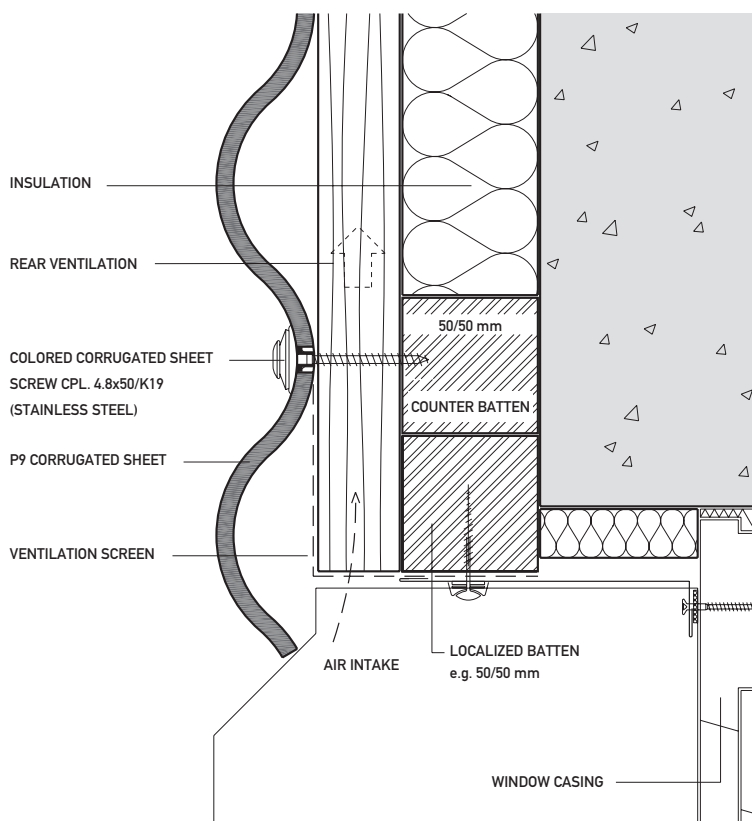 INSULATION
REAR VENTILATION
50/50 mm
COLORED CORRUGATED SHEET
SCREW CPL. 4.8x50/K19
(STAINLESS STEEL)
COUNTER BATTEN
P9 CORRUGATED SHEET
VENTILATION SCREEN
AIR INTAKE
LOCALIZED BATTEN
e.g. 50/50 mm
WINDOW CASING